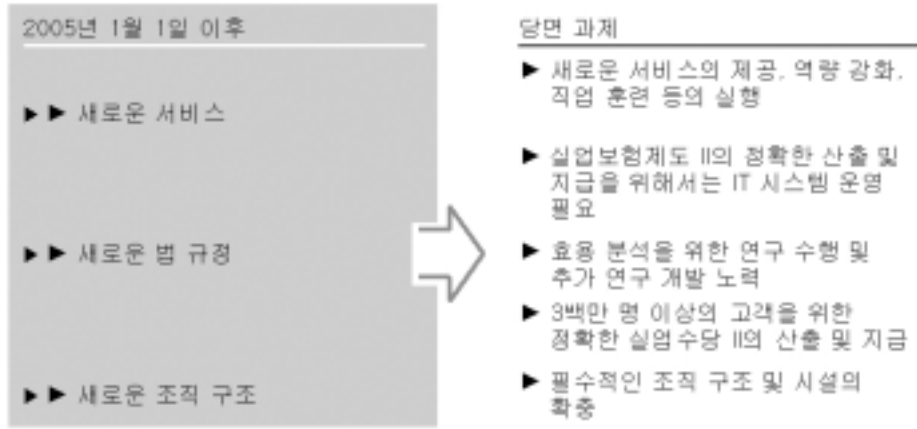 2005년 1월 1일 이후
▶▶ 새로운 서비스
▶▶ 새로운 법 규정
▶▶ 새로운 조직 구조
당면 과제
▶ 새로운 서비스의 제공, 역량 강화,
직업 훈련 등의 실행
▶ 실업보험제도 II의 정확한 산출 및
지급을 위해서는 IT 시스템 운영
필요
▶ 효용 분석을 위한 연구 수행 및
추가 연구 개발 노력
▶ 3백만 명 이상의 고객을 위한
정확한 실업수당 II의 산출 및 지급
▶ 필수적인 조직 구조 및 시설의
확충